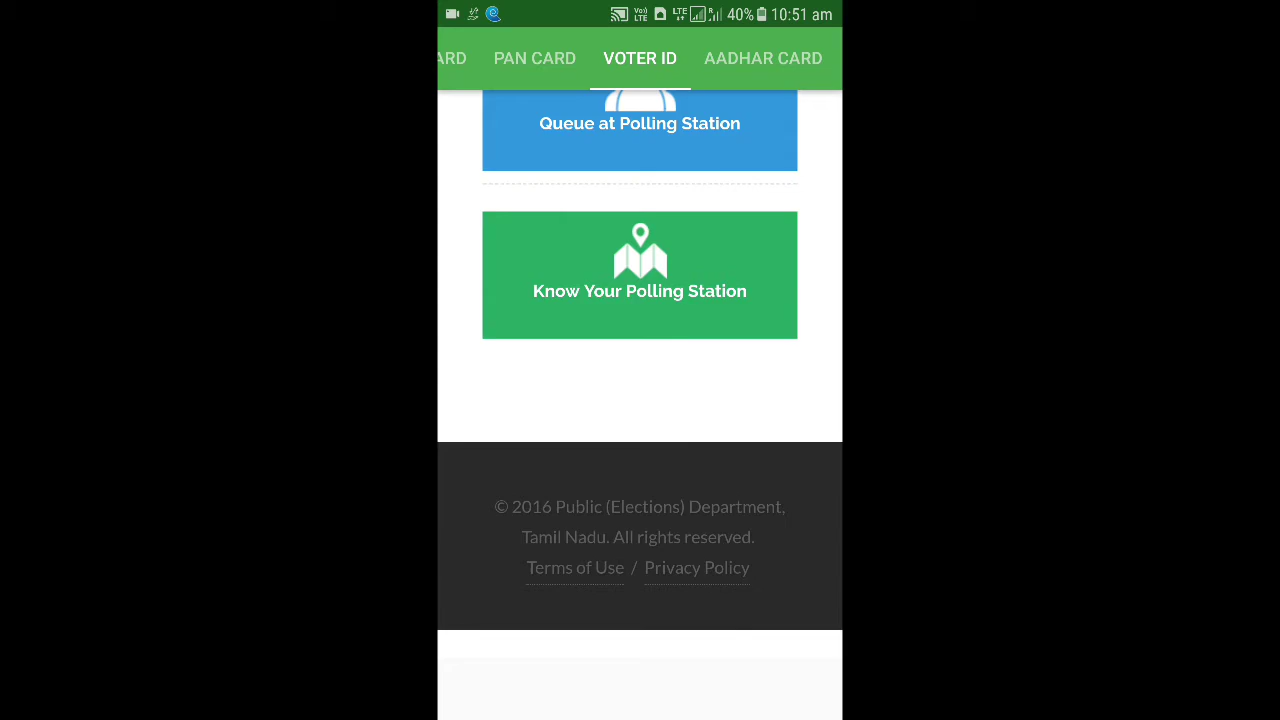 40% 10:51 am
ARD PAN CARD VOTER ID AADHAR CARD
Queue at Polling Station
Know Your Polling Station
© 2016 Public (Elections) Department,
Tamil Nadu. All rights reserved.
Terms of Use / Privacy Policy